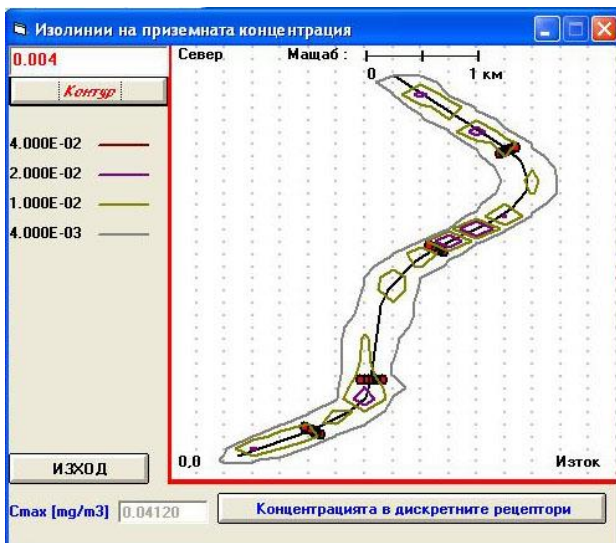 Изолинии на приземната концентрация
0.004
Контур
4.000E-02
2.000E-02
1.000E-02
4.000E-03
Север Мащаб :
0 1 км
0,0 Изток
ИЗХОД
Cmax [mg/m3] 0.04120
Концентрацията в дискретните рецептори